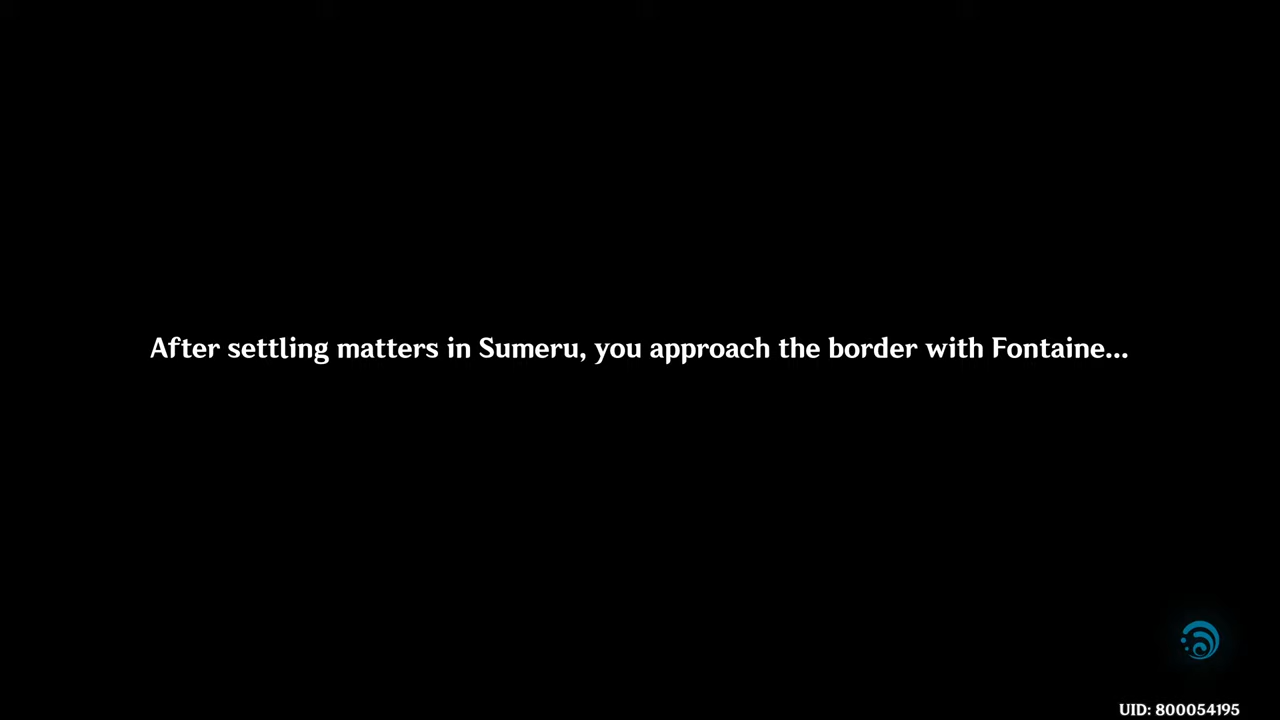 After settling matters in Sumeru, you approach the border with Fontaine...
UID: 800054195